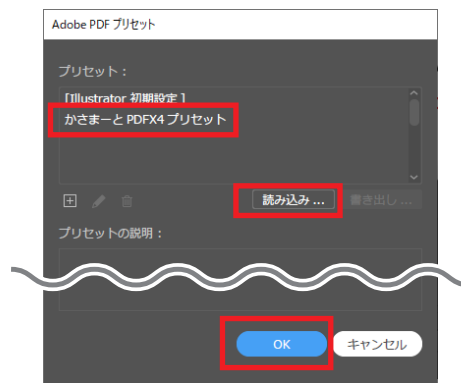 Adobe PDF プリセット
プリセット：
[Illustrator 初期設定 ]
かさまーと PDFX4 プリセット
読み込み ... 書き出し ...
プリセットの説明：
OK キャンセル